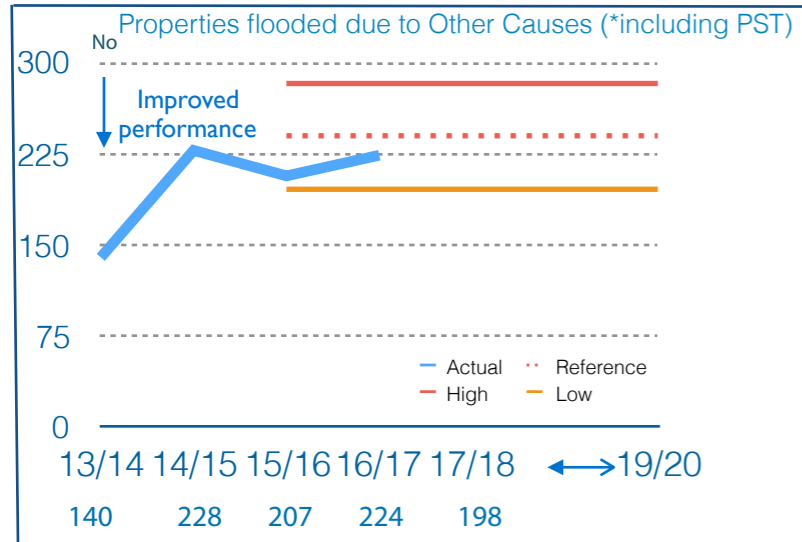 Properties flooded due to Other Causes (*including PST)
No
300
Improved
performance
225
150
75
Actual
Reference
High
Low
0
13/14 14/15 15/16 16/17 17/18 19/20
140 228 207 224 198